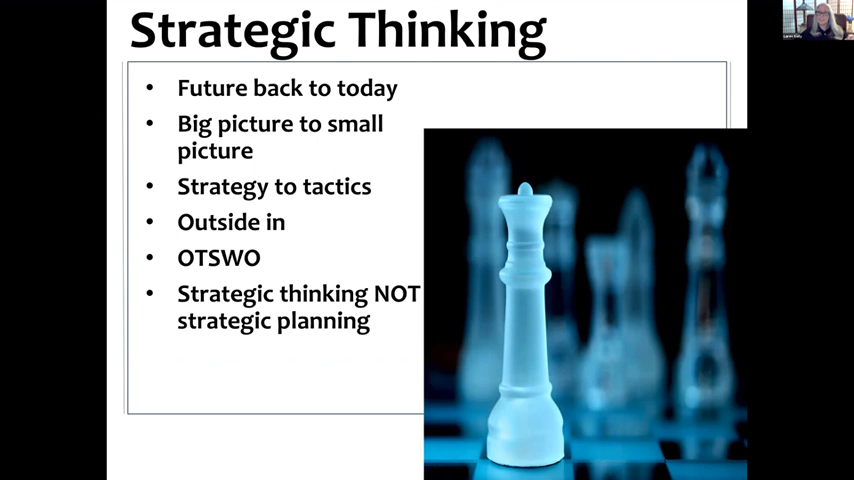 Strategic Thinking
• Future back to today
• Big picture to small
picture
• Strategy to tactics
• Outside in
• OTSWO
• Strategic thinking NOT
strategic planning